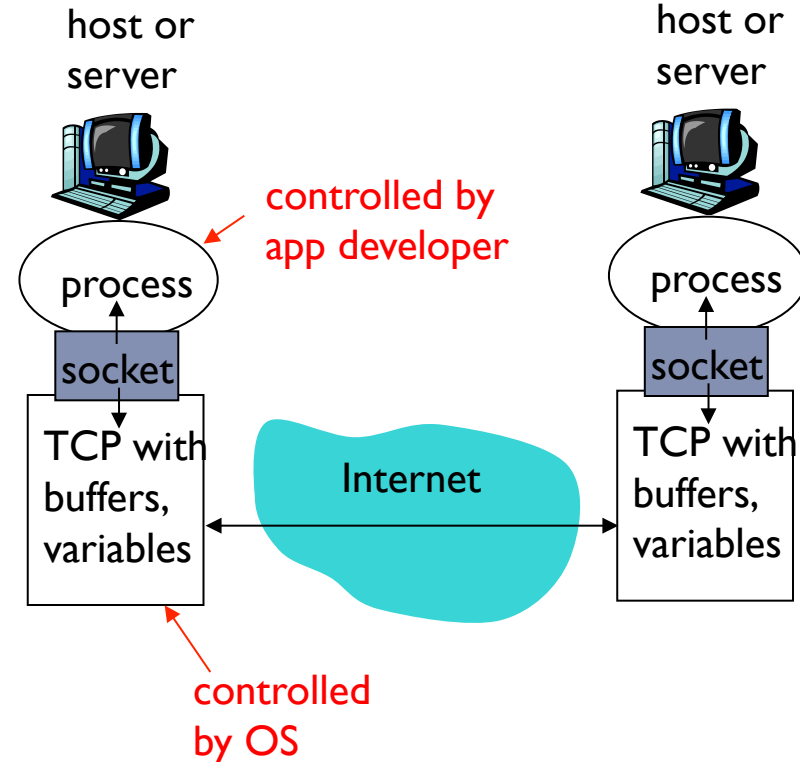 host or
server
host or
server
controlled by
app developer
process
process
socket
socket
TCP with
buffers,
variables
Internet
TCP with
buffers,
variables
controlled
by OS